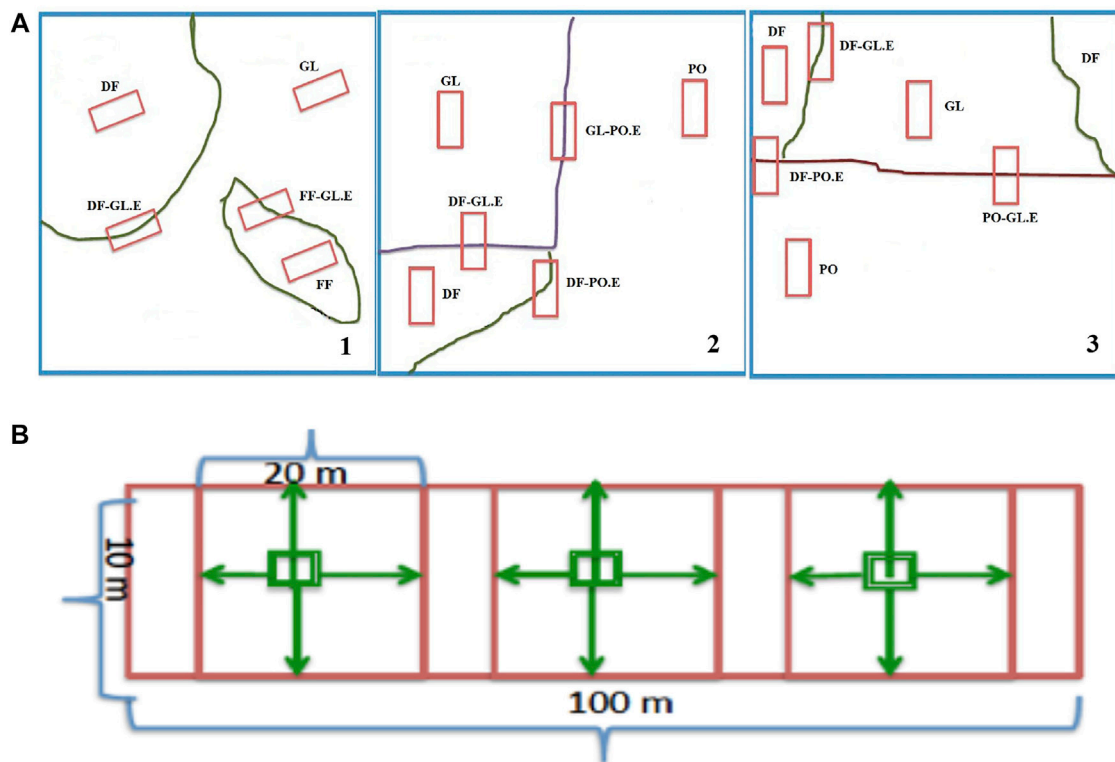 A
DF
GL
DF-GL.E
FF-GL.E
FF
1
GL
PO
GL-PO.E
DF-GL.E
DF
DF-PO.E
2
DF
DF-GL.E
DF
GL
DF-PO.E
PO-GL.E
PO
3
B
20 m
10 m
100 m